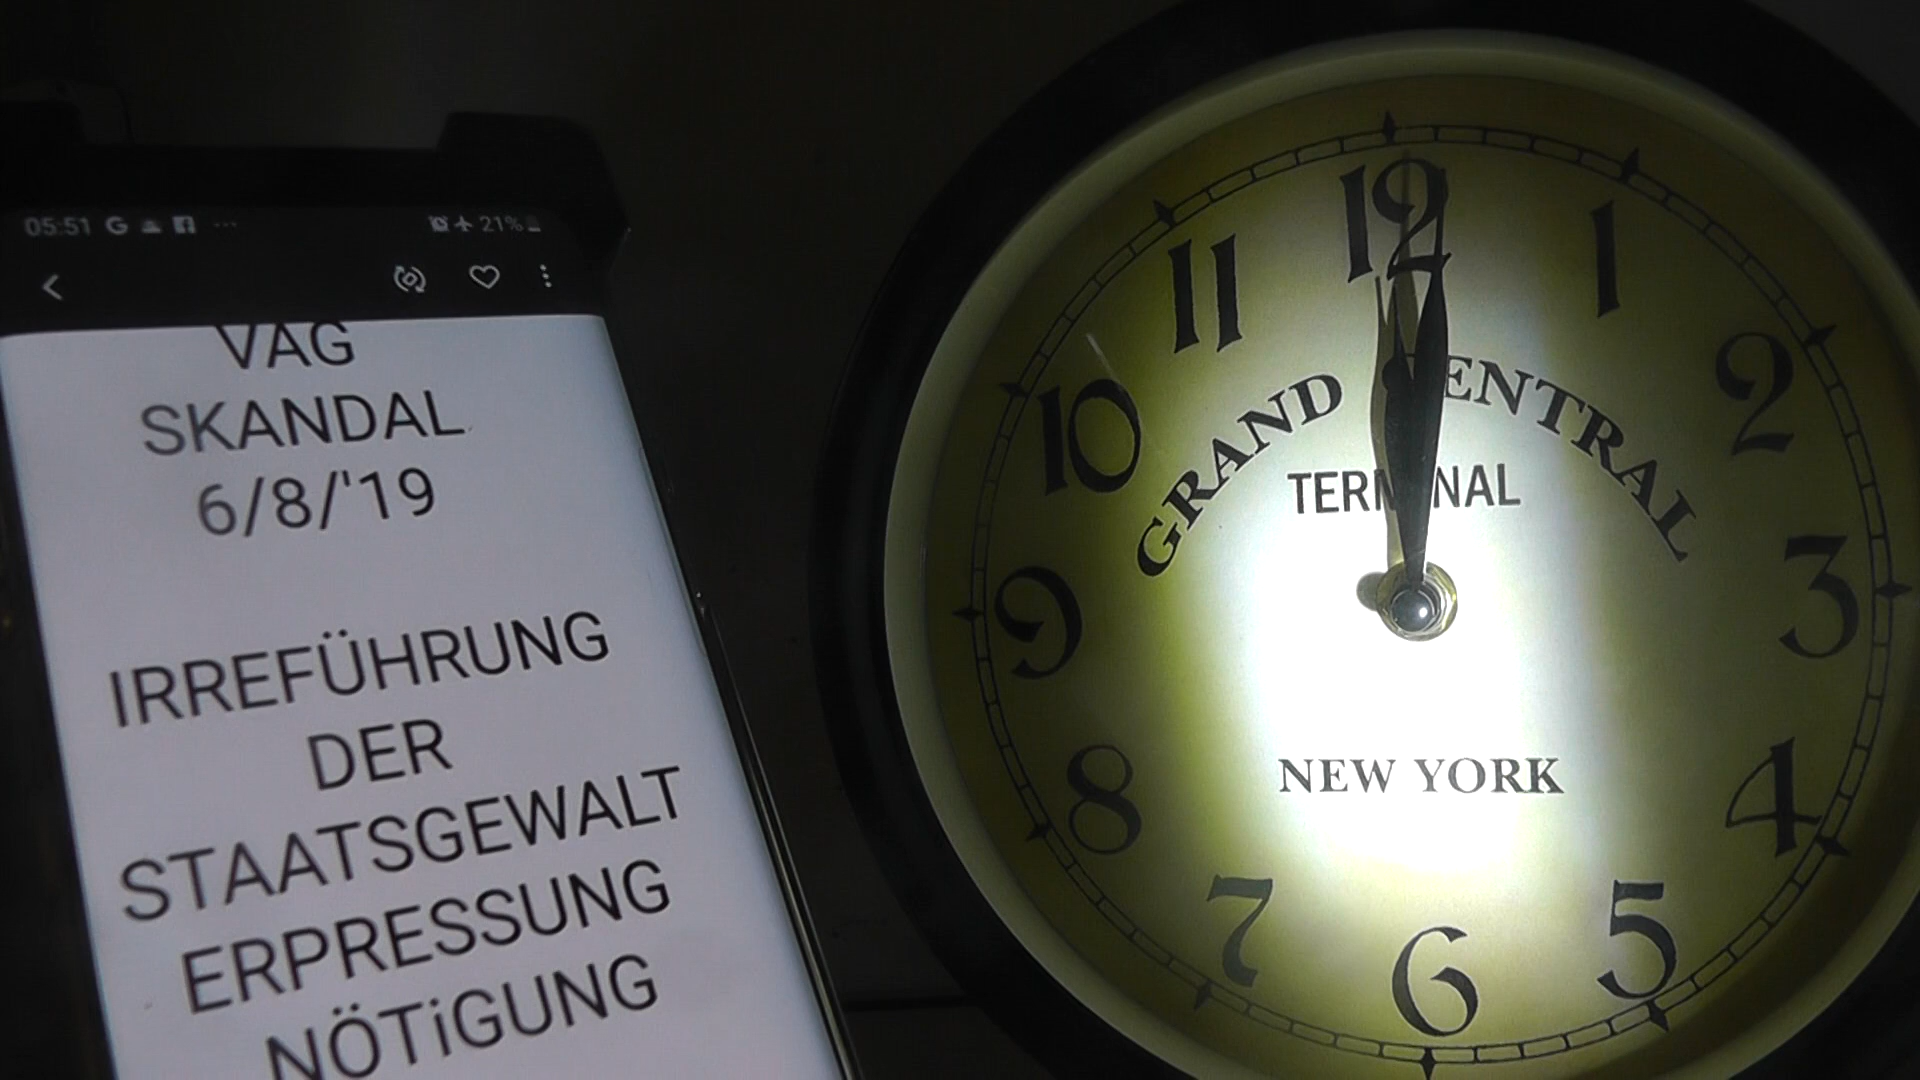 05:51 G ... 21%
VAG
SKANDAL
6/8/'19
IRREFÜHRUNG
DER
STAATSGEWALT
ERPRESSUNG
NÖTiGUNG
12
1
2
3
4
5
6
7
8
9
10
11
GRAND CENTRAL
TERMINAL
NEW YORK